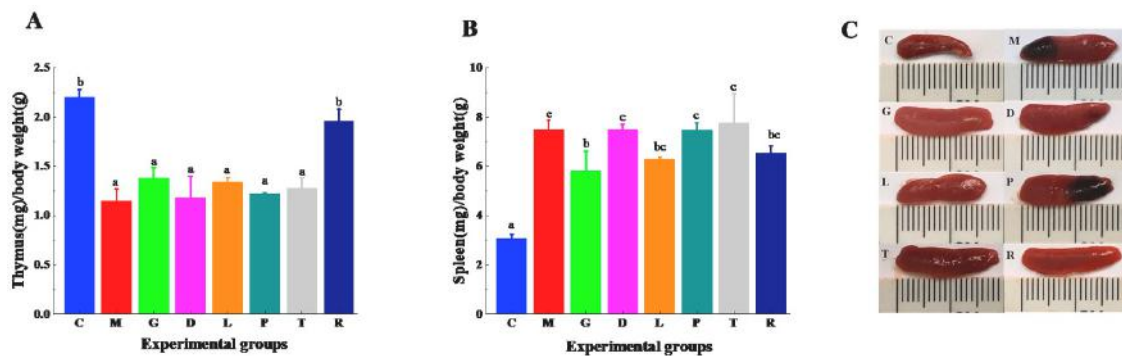 A
B
C
Thymus(mg)/body weight(g)
2.5
2.0
1.5
1.0
0.5
0.0
b
a
a
a
a
a
a
b
C M G D L P T R
Experimental groups
Spleen(mg)/body weight(g)
10
8
6
4
2
0
a
c
b
c
bc
c
c
bc
C M G D L P T R
Experimental groups
C M
G D
L P
T R